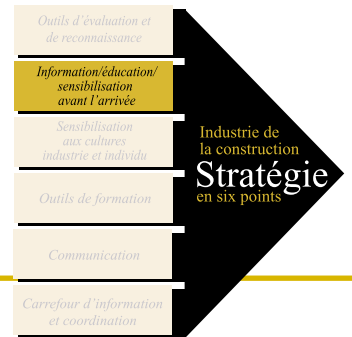 Outils d'évaluation et
de reconnaissance
Information/éducation/
sensibilisation
avant l'arrivée
Sensibilisation
aux cultures
industrie et individu
Outils de formation
Communication
Carrefour d'information
et coordination
Industrie de
la construction
Stratégie
en six points